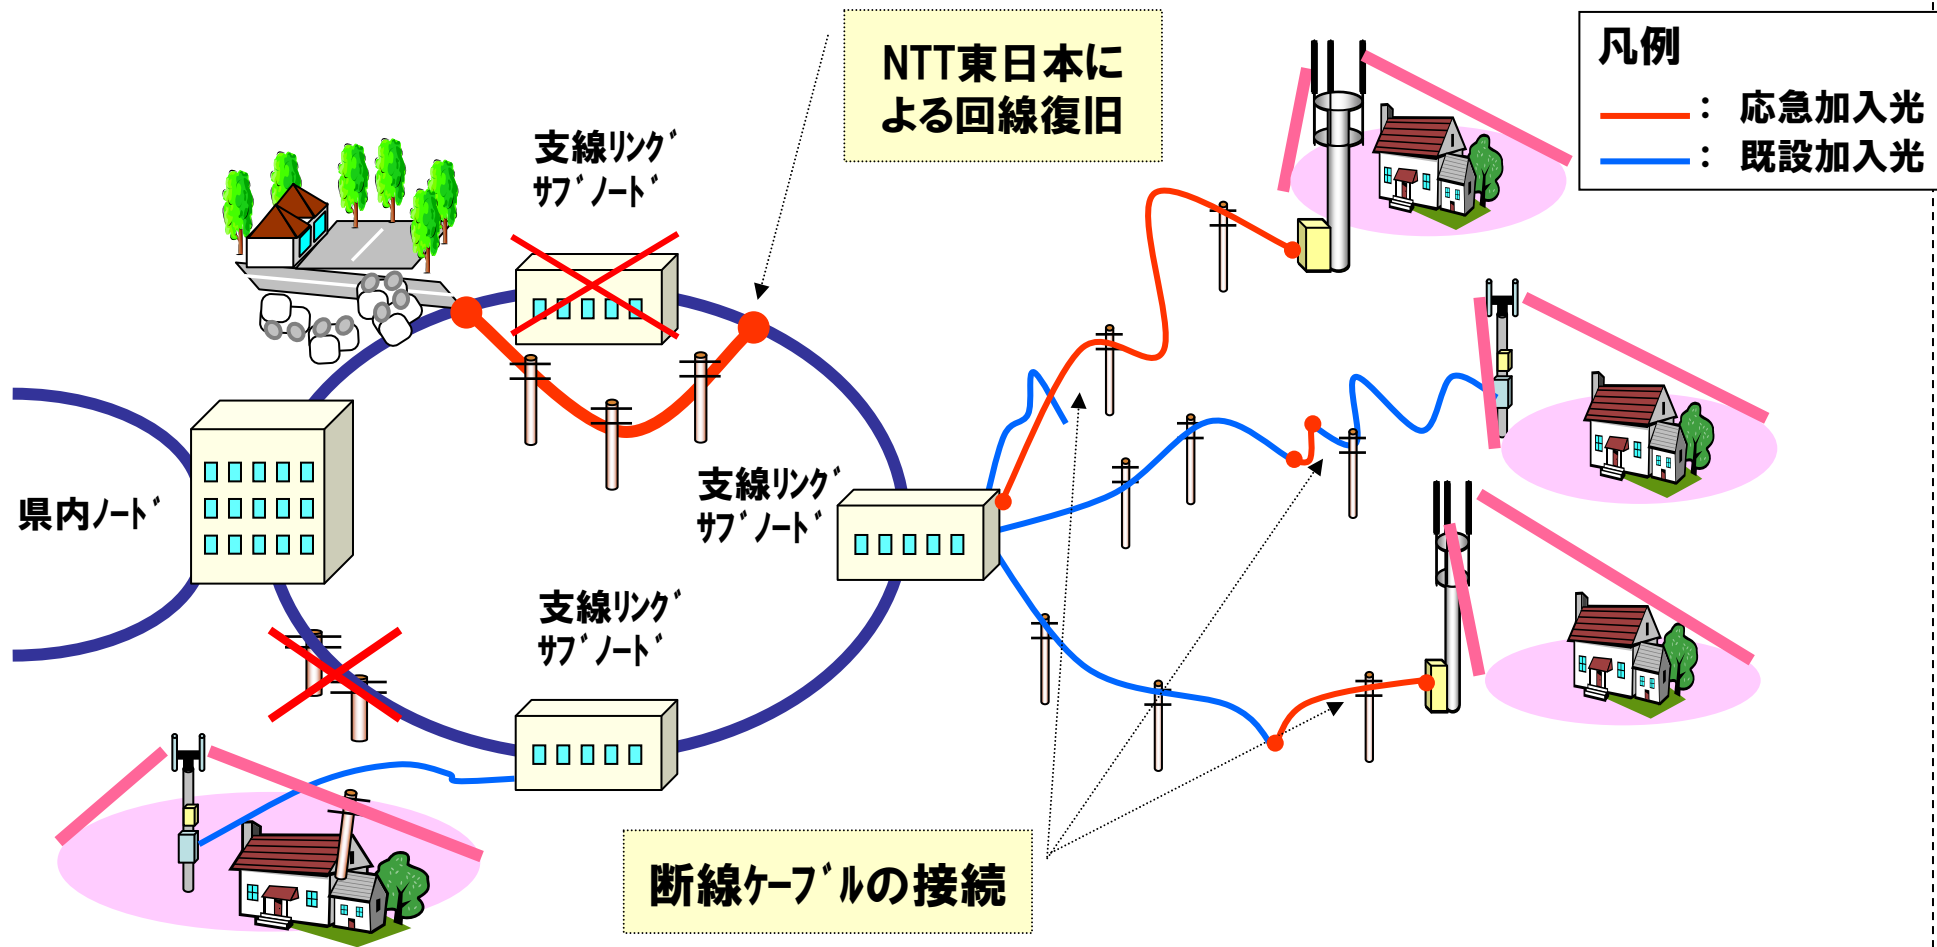 NTT東日本に
よる回線復旧
凡例
： 応急加入光
： 既設加入光
支線ﾘﾝｸﾞ
ｻﾌﾞﾉｰﾄﾞ
県内ﾉｰﾄﾞ
支線ﾘﾝｸﾞ
ｻﾌﾞﾉｰﾄﾞ
支線ﾘﾝｸﾞ
ｻﾌﾞﾉｰﾄﾞ
断線ｹｰﾌﾞﾙの接続